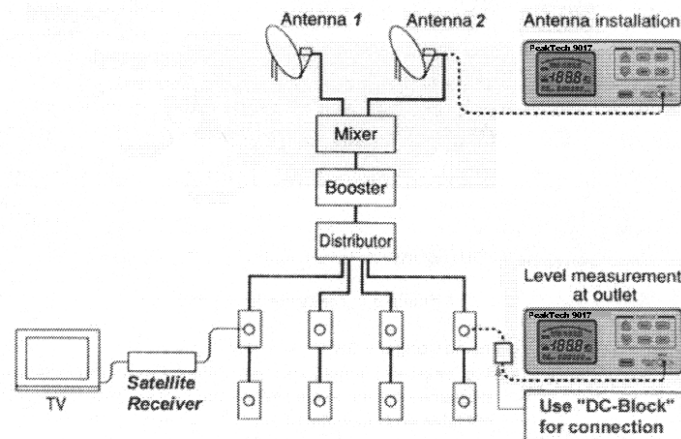 Antenna 1
Antenna 2
Antenna installation
PeakTech 9017
Mixer
Booster
Distributor
Level measurement
at outlet
PeakTech 9017
TV
Satellite
Receiver
Use "DC-Block"
for connection